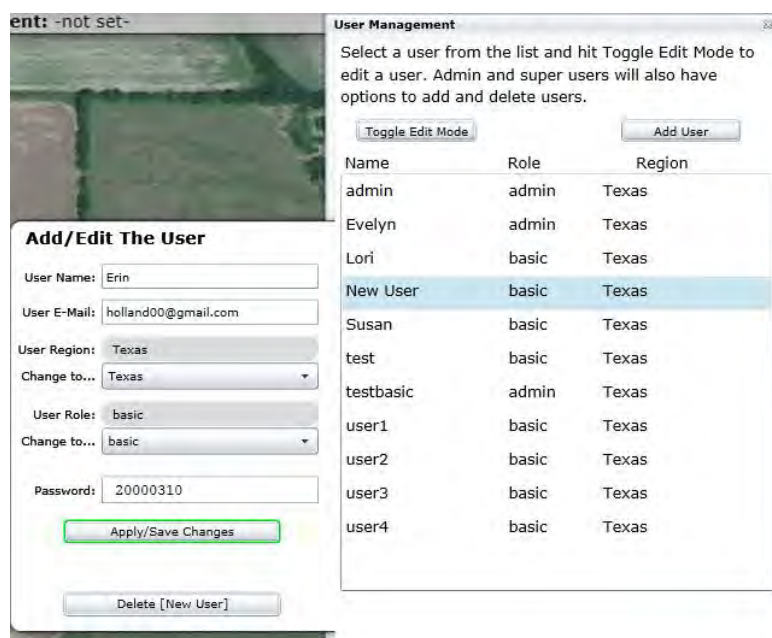 ent: -not set-
User Management
Select a user from the list and hit Toggle Edit Mode to
edit a user. Admin and super users will also have
options to add and delete users.
Toggle Edit Mode Add User
Name Role Region
admin admin Texas
Evelyn admin Texas
Lori basic Texas
New User basic Texas
Susan basic Texas
test basic Texas
testbasic admin Texas
user1 basic Texas
user2 basic Texas
user3 basic Texas
user4 basic Texas
Add/Edit The User
User Name: Erin
User E-Mail: holland00@gmail.com
User Region: Texas
Change to... Texas
User Role: basic
Change to... basic
Password: 20000310
Apply/Save Changes
Delete [New User]